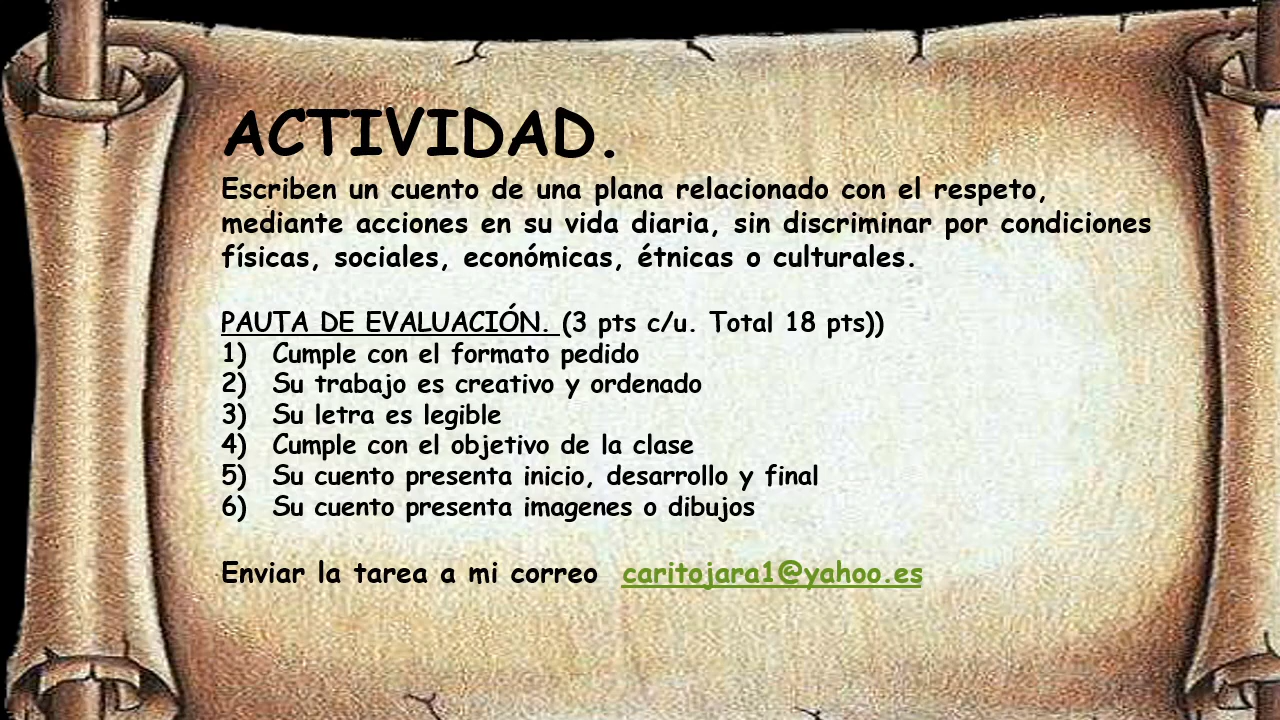 ACTIVIDAD.
Escriben un cuento de una plana relacionado con el respeto,
mediante acciones en su vida diaria, sin discriminar por condiciones
físicas, sociales, económicas, étnicas o culturales.
PAUTA DE EVALUACIÓN. (3 pts c/u. Total 18 pts))
1) Cumple con el formato pedido
2) Su trabajo es creativo y ordenado
3) Su letra es legible
4) Cumple con el objetivo de la clase
5) Su cuento presenta inicio, desarrollo y final
6) Su cuento presenta imagenes o dibujos
Enviar la tarea a mi correo caritojara1@yahoo.es